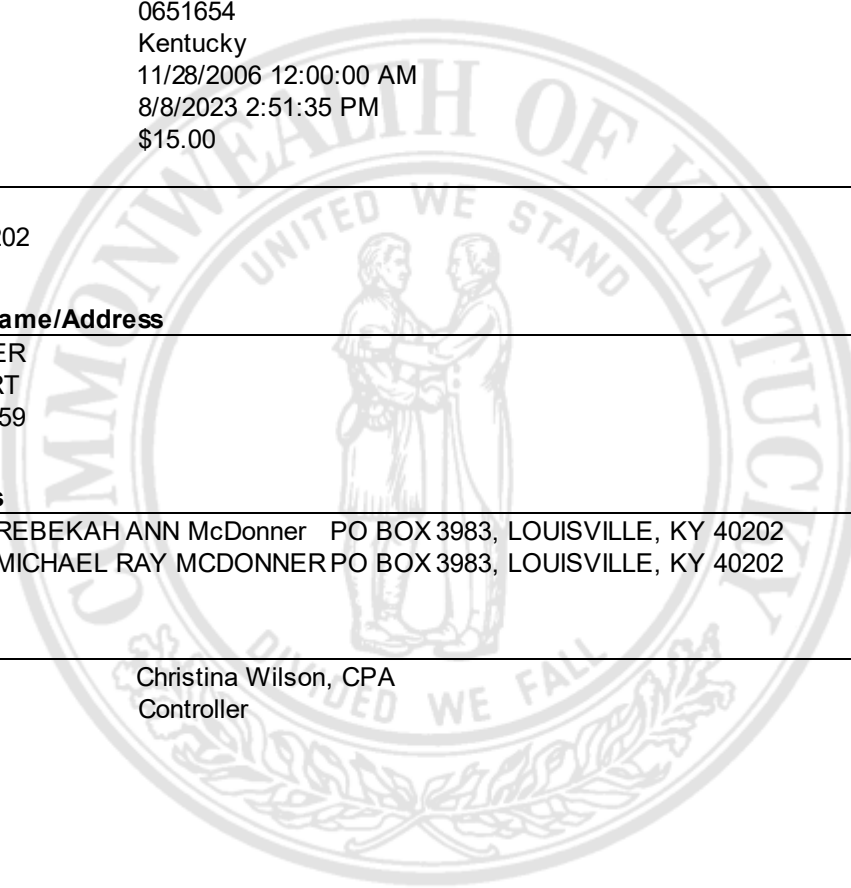 0651654
Kentucky
11/28/2006 12:00:00 AM
8/8/2023 2:51:35 PM
$15.00
202
ame/Address
ER
RT
59
s
REBEKAH ANN McDonner PO BOX 3983, LOUISVILLE, KY 40202
MICHAEL RAY MCDONNER PO BOX 3983, LOUISVILLE, KY 40202
Christina Wilson, CPA
Controller
COMMONWEALTH OF KENTUCKY
UNITED WE STAND
DIVIDED WE FALL